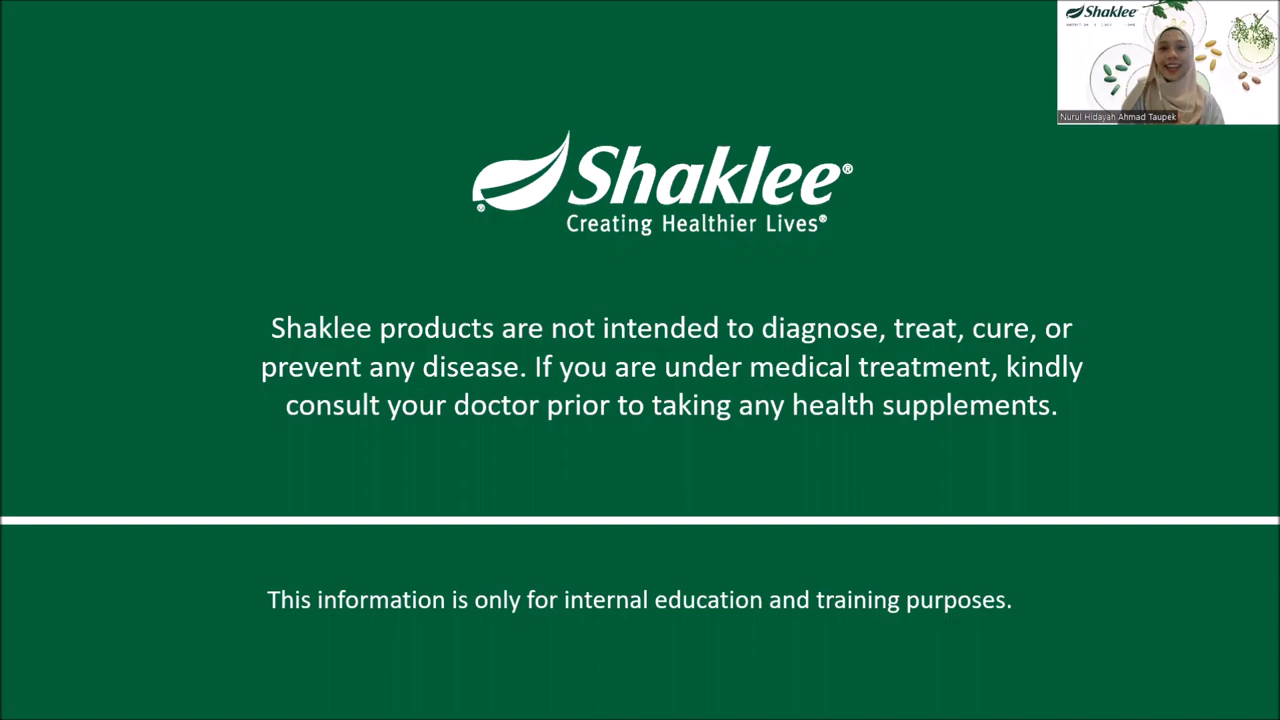 Shaklee
Nurul Hidayah Ahmad Taupek
Shaklee®
Creating Healthier Lives®
Shaklee products are not intended to diagnose, treat, cure, or
prevent any disease. If you are under medical treatment, kindly
consult your doctor prior to taking any health supplements.
This information is only for internal education and training purposes.